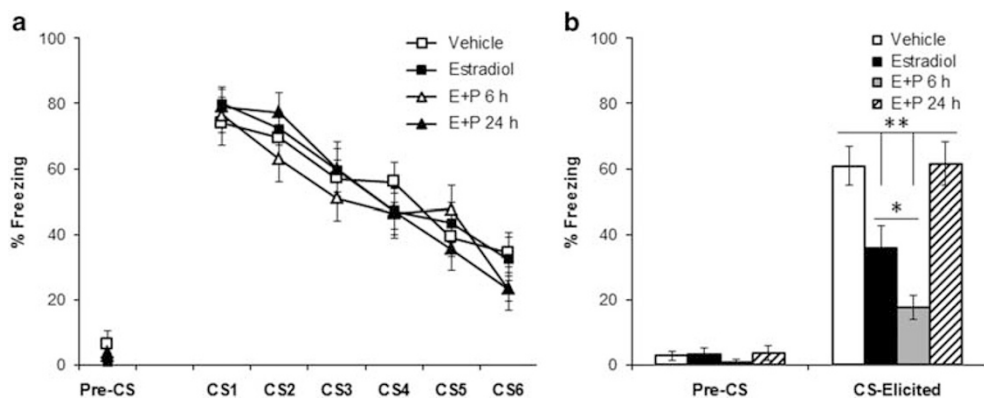 a
100
80
60
40
20
0
% Freezing
Vehicle
Estradiol
E+P 6 h
E+P 24 h
Pre-CS CS1 CS2 CS3 CS4 CS5 CS6
b
100
80
60
40
20
0
% Freezing
Vehicle
Estradiol
E+P 6 h
E+P 24 h
**
*
Pre-CS CS-Elicited